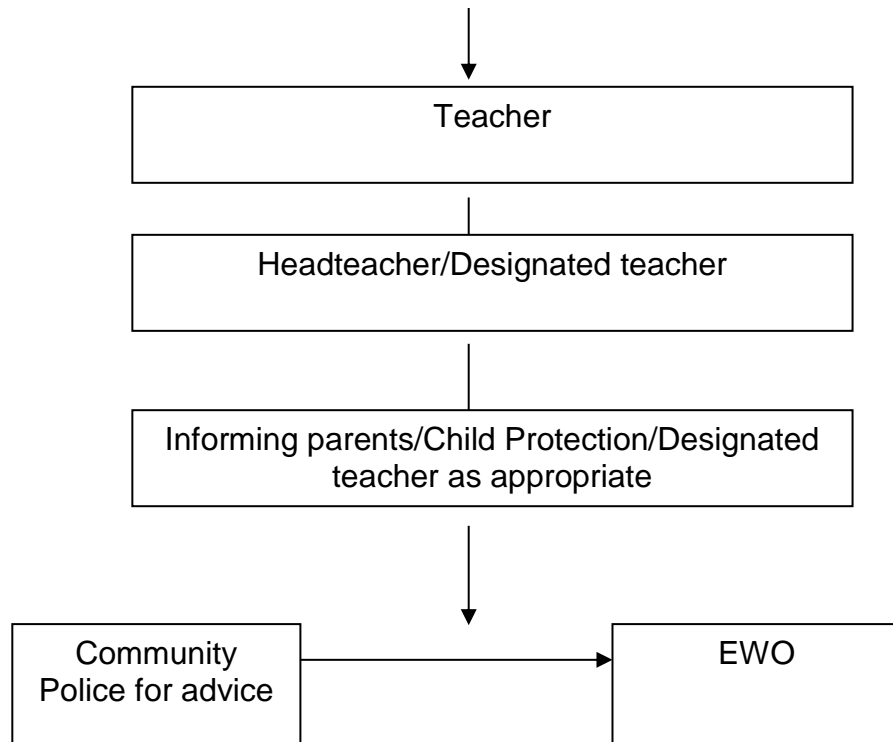 Teacher
Headteacher/Designated teacher
Informing parents/Child Protection/Designated
teacher as appropriate
Community
Police for advice
EWO